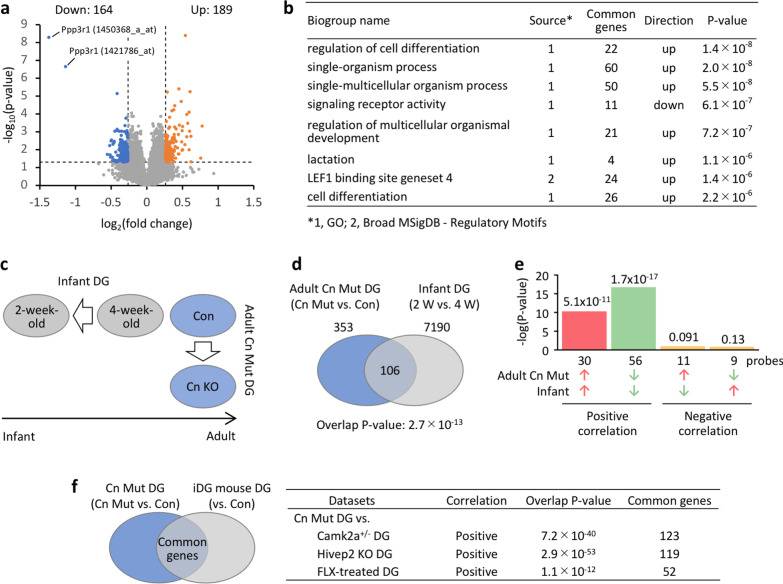 a
Down: 164 Up: 189
-log10(p-value)
9
8
7
6
5
4
3
2
1
0
Ppp3r1 (1450368_a_at)
Ppp3r1 (1421786_at)
-1.5 -1 -0.5 0 0.5 1 1.5
log2(fold change)
b
Biogroup name Source* Common genes Direction P-value
regulation of cell differentiation 1 22 up 1.4×10-8
single-organism process 1 60 up 2.0×10-8
single-multicellular organism process 1 50 up 5.5×10-8
signaling receptor activity 1 11 down 6.1×10-7
regulation of multicellular organismal
development 1 21 up 7.2×10-7
lactation 1 4 up 1.1×10-6
LEF1 binding site geneset 4 2 24 up 1.4×10-6
cell differentiation 1 26 up 2.2×10-6
*1, GO; 2, Broad MSigDB - Regulatory Motifs
c
Infant DG
2-week-
old
4-week-
old
Con
Cn KO
Adult Cn Mut DG
Infant Adult
d
Adult Cn Mut DG
(Cn Mut vs. Con)
Infant DG
(2 W vs. 4 W)
353 7190
106
Overlap P-value: 2.7×10-13
e
-log(P-value)
20
15
10
5
0
5.1x10-11
1.7x10-17
0.091
0.13
30 56 11 9 probes
Adult Cn Mut ↑ ↓ ↑ ↓
Infant ↑ ↓ ↓ ↑
Positive
correlation
Negative
correlation
f
Cn Mut DG
(Cn Mut vs. Con)
iDG mouse DG
(vs. Con)
Common
genes
Datasets Correlation Overlap P-value Common genes
Cn Mut DG vs.
Camk2a+/- DG Positive 7.2×10-40 123
Hivep2 KO DG Positive 2.9×10-53 119
FLX-treated DG Positive 1.1×10-12 52